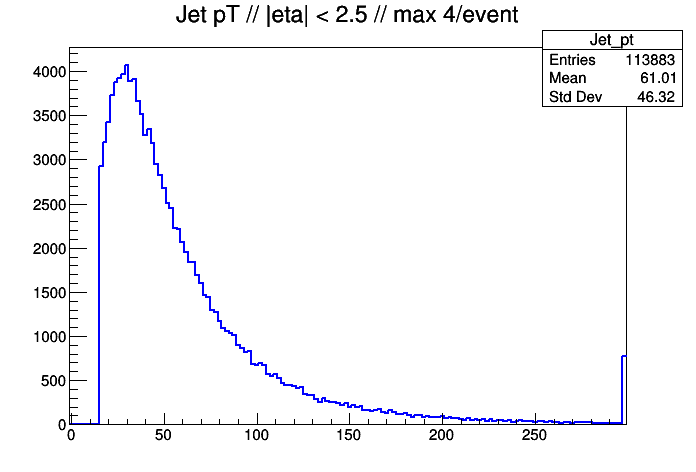 Jet pT // |eta| < 2.5 // max 4/event
Jet_pt
Entries 113883
Mean 61.01
Std Dev 46.32
4000
3500
3000
2500
2000
1500
1000
500
0
0 50 100 150 200 250